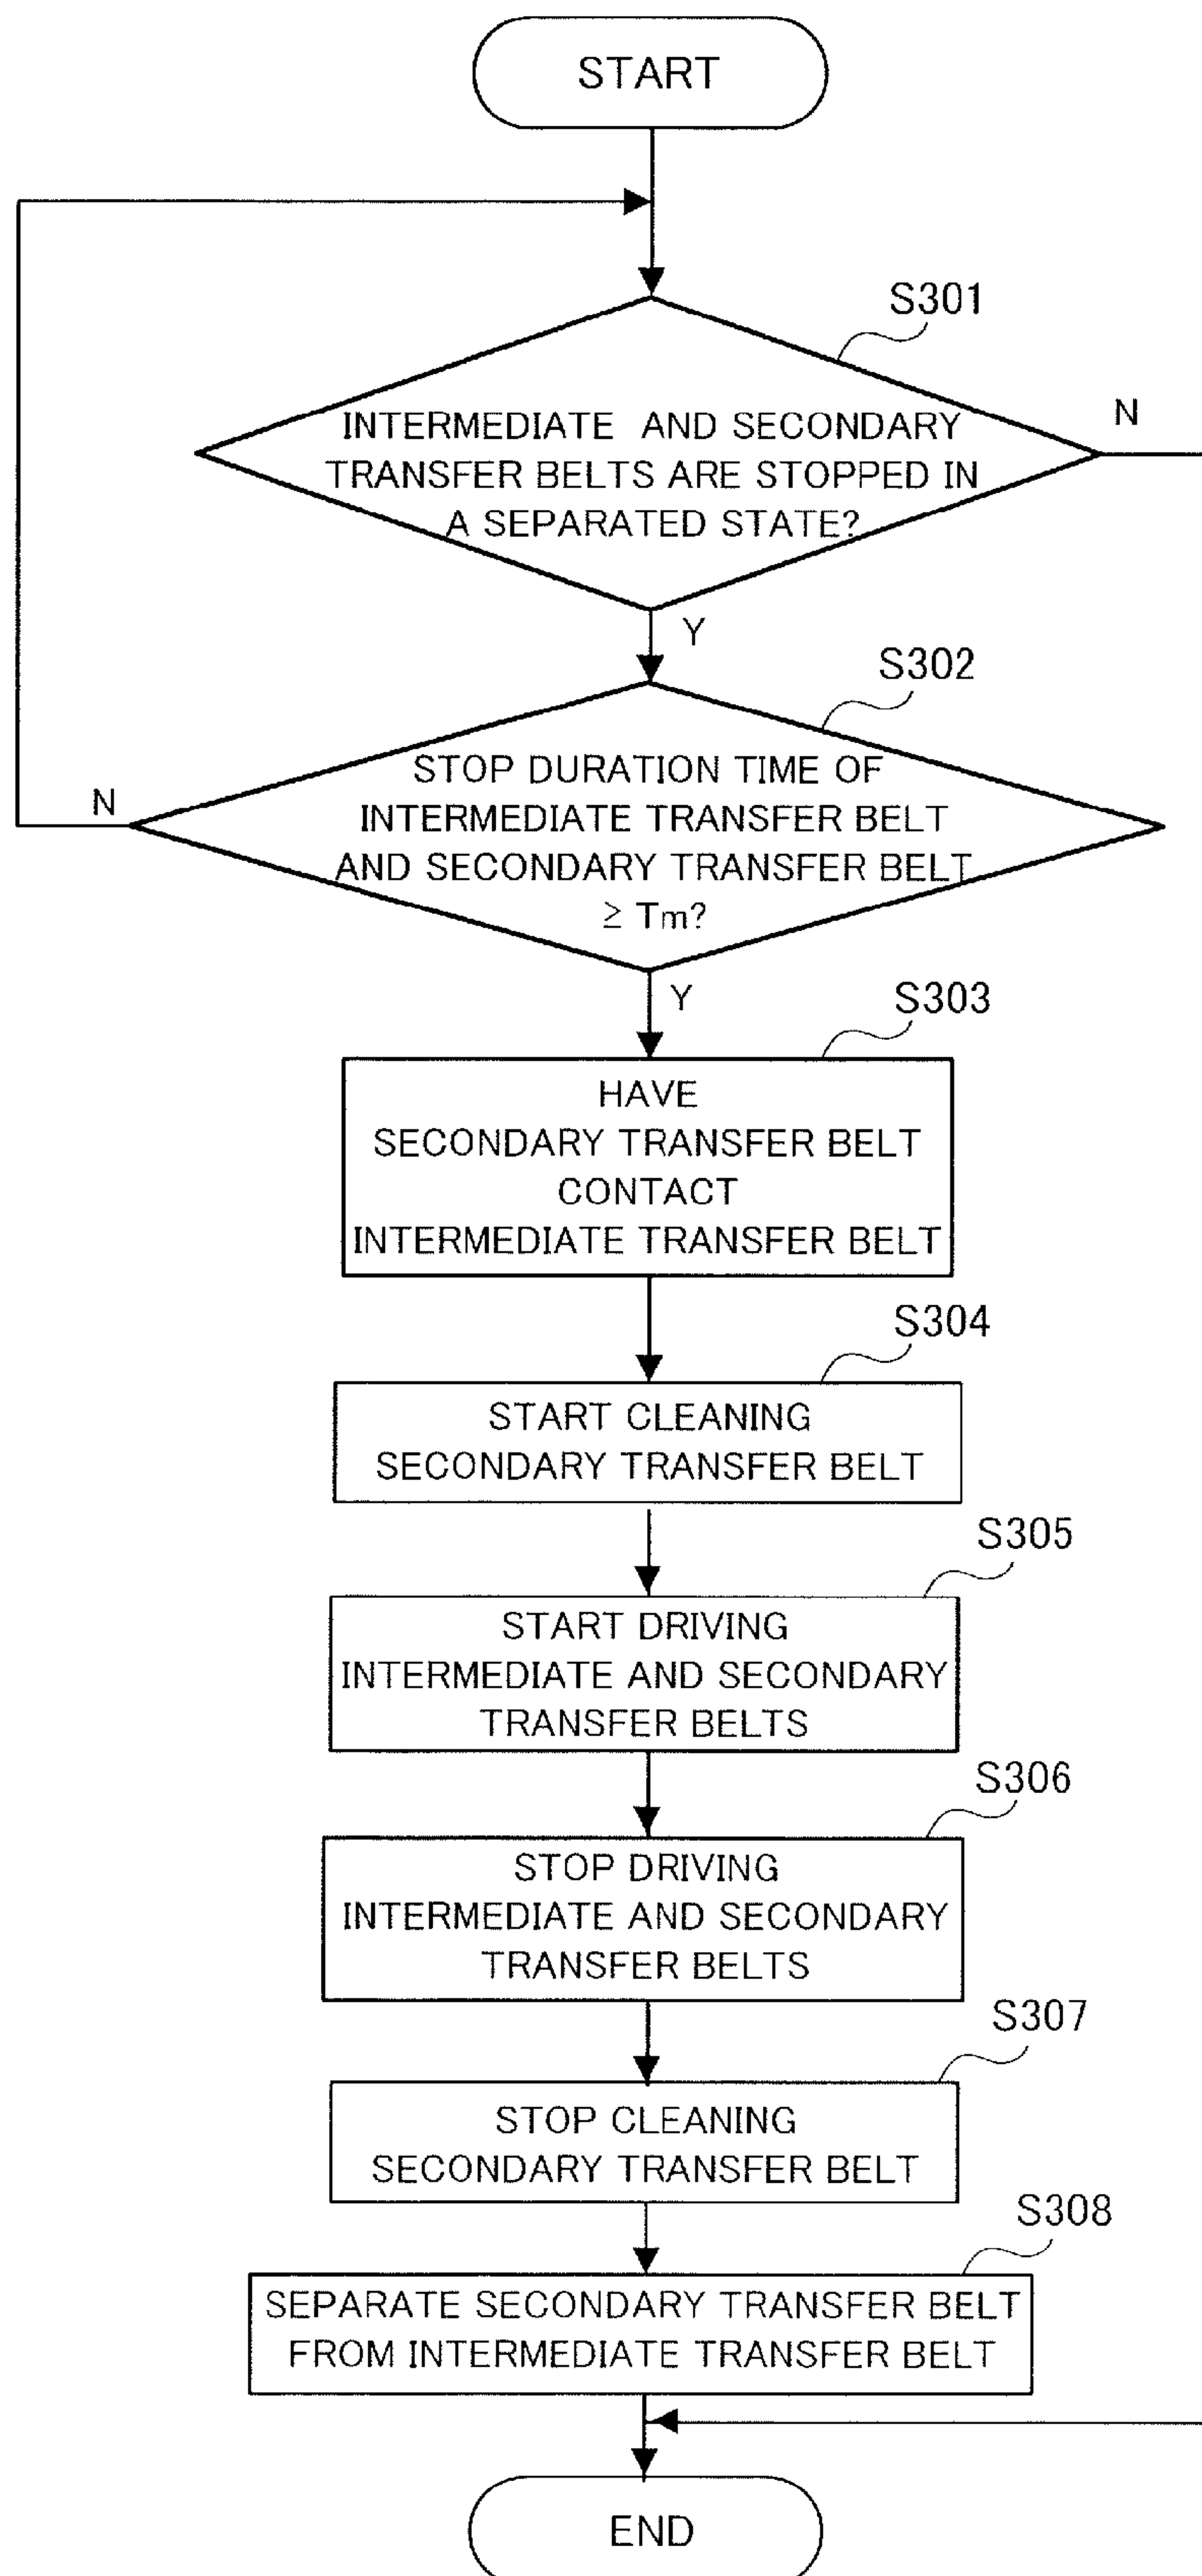 START
S301
INTERMEDIATE AND SECONDARY
TRANSFER BELTS ARE STOPPED IN
A SEPARATED STATE?
N
Y
S302
STOP DURATION TIME OF
INTERMEDIATE TRANSFER BELT
AND SECONDARY TRANSFER BELT
≥ Tm?
N
Y
S303
HAVE
SECONDARY TRANSFER BELT
CONTACT
INTERMEDIATE TRANSFER BELT
S304
START CLEANING
SECONDARY TRANSFER BELT
S305
START DRIVING
INTERMEDIATE AND SECONDARY
TRANSFER BELTS
S306
STOP DRIVING
INTERMEDIATE AND SECONDARY
TRANSFER BELTS
S307
STOP CLEANING
SECONDARY TRANSFER BELT
S308
SEPARATE SECONDARY TRANSFER BELT
FROM INTERMEDIATE TRANSFER BELT
END